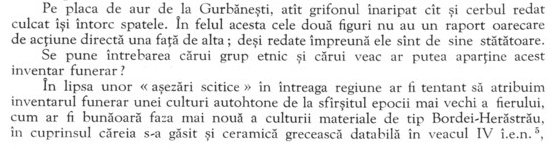 Pe placa de aur de la Gurbănești, atît grifonul înaripat cît și cerbul redat
culcat își întorc spatele. În felul acesta cele două figuri nu au un raport oarecare
de acțiune directă una față de alta; deși redate împreună ele sînt de sine stătătoare.
Se pune întrebarea cărui grup etnic și cărui veac ar putea aparține acest
inventar funerar?
În lipsa unor « așezări scitice » în întreaga regiune ar fi tentant să atribuim
inventarul funerar unei culturi autohtone de la sfîrșitul epocii mai vechi a fierului,
cum ar fi bunăoară faza mai nouă a culturii materiale de tip Bordei-Herăstrău,
în cuprinsul căreia s-a găsit și ceramică grecească databilă în veacul IV î.e.n. ⁵,